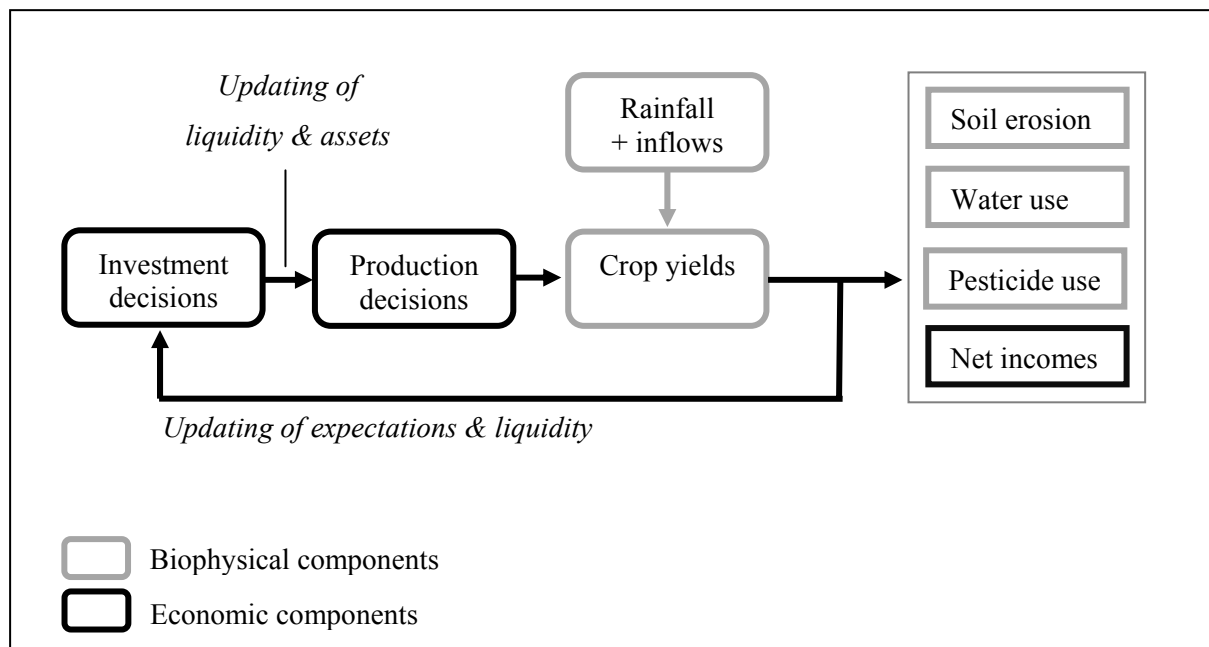 Updating of
liquidity & assets
Rainfall
+ inflows
Soil erosion
Water use
Investment
decisions
Production
decisions
Crop yields
Pesticide use
Net incomes
Updating of expectations & liquidity
Biophysical components
Economic components